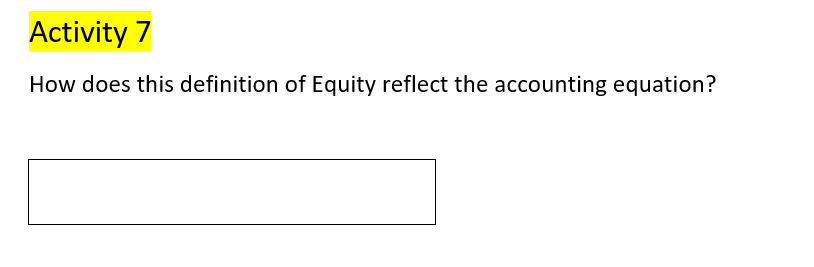 Activity 7
How does this definition of Equity reflect the accounting equation?